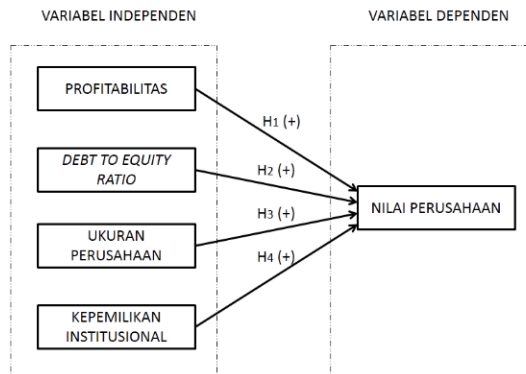 VARIABEL INDEPENDEN
VARIABEL DEPENDEN
PROFITABILITAS
H1 (+)
DEBT TO EQUITY
RATIO
H2 (+)
NILAI PERUSAHAAN
UKURAN
PERUSAHAAN
H3 (+)
H4 (+)
KEPEMILIKAN
INSTITUSIONAL